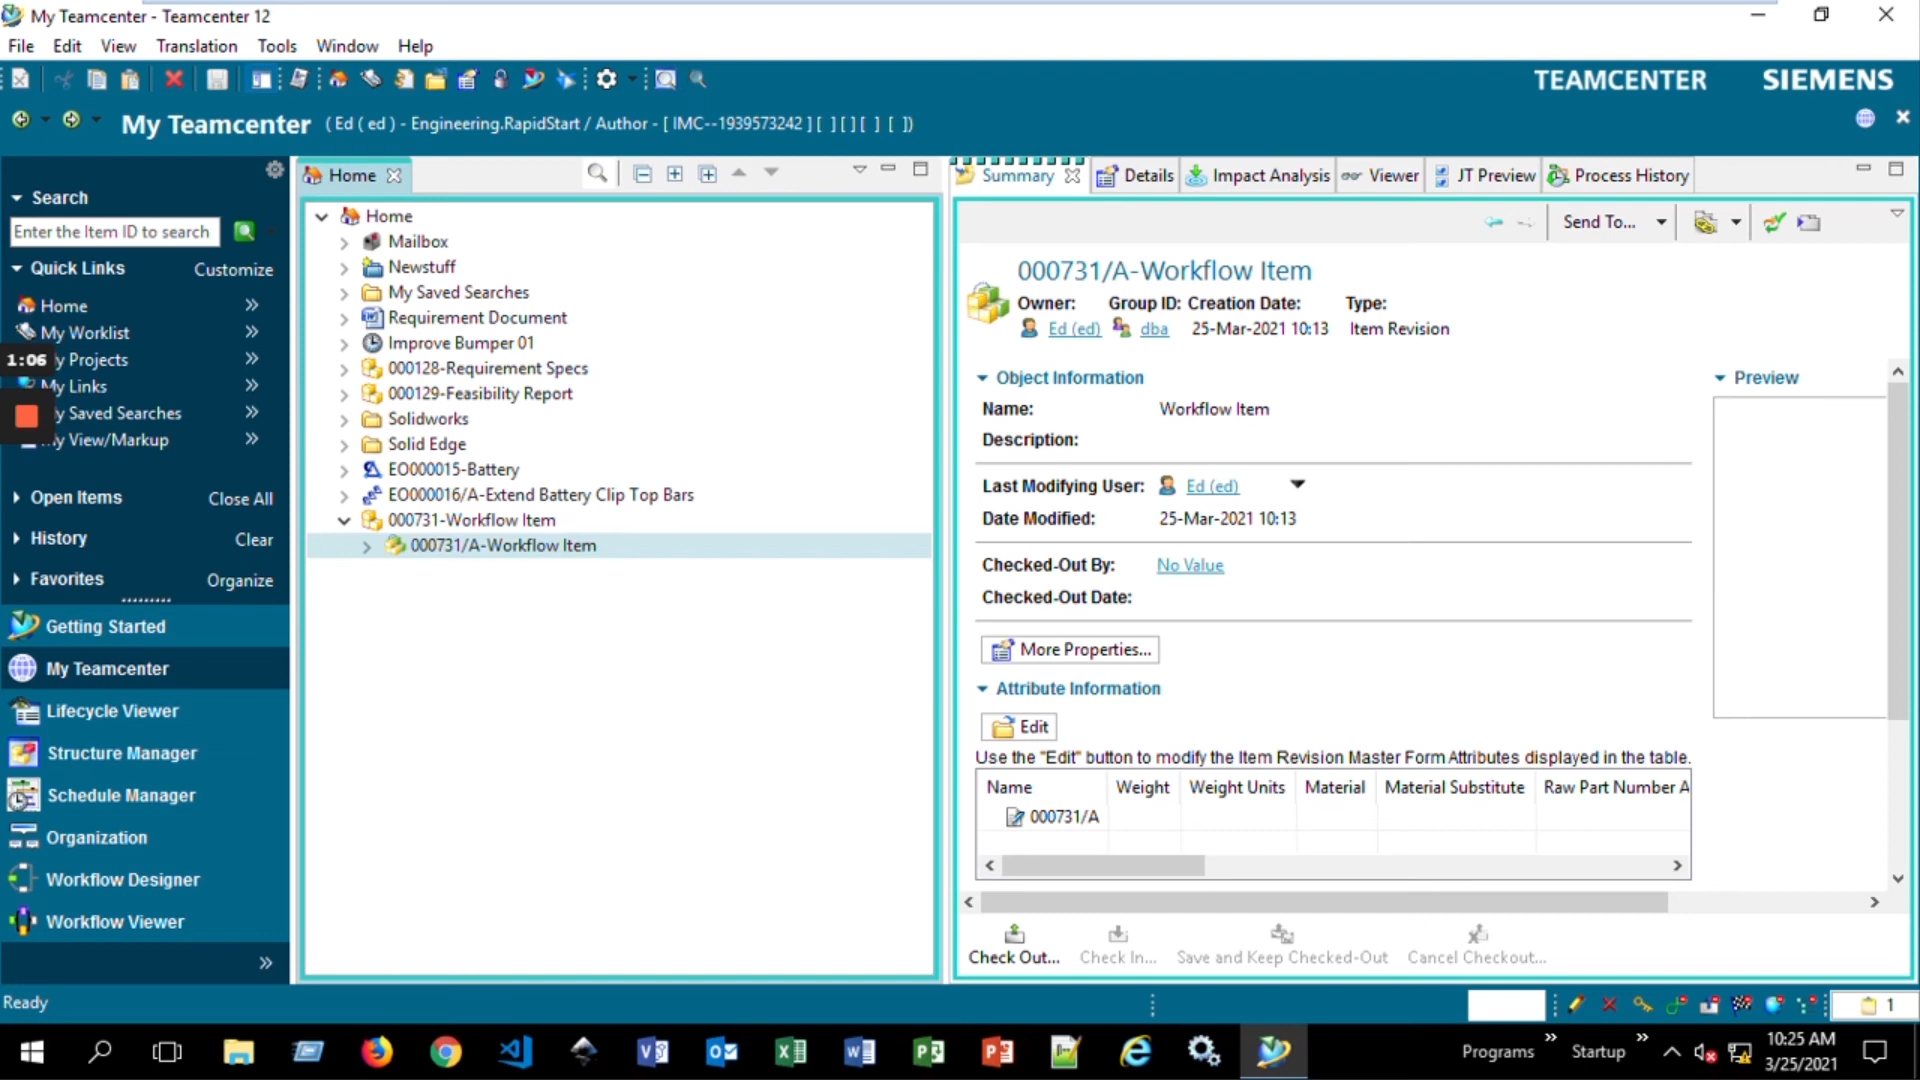 My Teamcenter - Teamcenter 12
File Edit View Translation Tools Window Help
TEAMCENTER SIEMENS
My Teamcenter ( Ed ( ed ) - Engineering.RapidStart / Author - [ IMC--1939573242 ] [ ] [ ] [ ] [ ])
Search
Enter the Item ID to search
Quick Links Customize
Home
My Worklist
y Projects
My Links
y Saved Searches
y View/Markup
1:06
Open Items Close All
History Clear
Favorites Organize
Getting Started
My Teamcenter
Lifecycle Viewer
Structure Manager
Schedule Manager
Organization
Workflow Designer
Workflow Viewer
Home
Home
Mailbox
Newstuff
My Saved Searches
Requirement Document
Improve Bumper 01
000128-Requirement Specs
000129-Feasibility Report
Solidworks
Solid Edge
EO000015-Battery
EO000016/A-Extend Battery Clip Top Bars
000731-Workflow Item
000731/A-Workflow Item
Summary Details Impact Analysis Viewer JT Preview Process History
Send To...
000731/A-Workflow Item
Owner: Group ID: Creation Date: Type:
Ed (ed) dba 25-Mar-2021 10:13 Item Revision
Object Information
Name: Workflow Item
Description:
Last Modifying User: Ed (ed)
Date Modified: 25-Mar-2021 10:13
Checked-Out By: No Value
Checked-Out Date:
More Properties...
Preview
Attribute Information
Edit
Use the "Edit" button to modify the Item Revision Master Form Attributes displayed in the table.
Name Weight Weight Units Material Material Substitute Raw Part Number A
000731/A
Check Out... Check In... Save and Keep Checked-Out Cancel Checkout...
Ready
1
Programs Startup
10:25 AM
3/25/2021